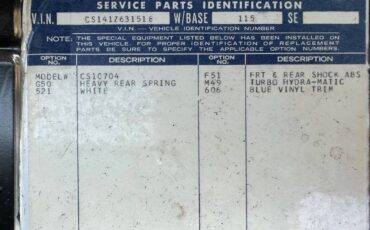 SERVICE PARTS IDENTIFICATION
V.I.N. CS141Z631518 W/BASE 115 SE
V.I.N. — VEHICLE IDENTIFICATION NUMBER
NOTE: THE SPECIAL EQUIPMENT LISTED BELOW HAS BEEN INSTALLED ON
THIS VEHICLE. FOR PROPER IDENTIFICATION OF REPLACEMENT
PARTS BE SURE TO SPECIFY THE APPLICABLE OPTION NUMBERS.
OPTION NO. DESCRIPTION OPTION NO. DESCRIPTION
MODEL# CS10704 F51 FRT & REAR SHOCK ABS
G50 HEAVY REAR SPRING M49 TURBO HYDRA-MATIC
521 WHITE 606 BLUE VINYL TRIM